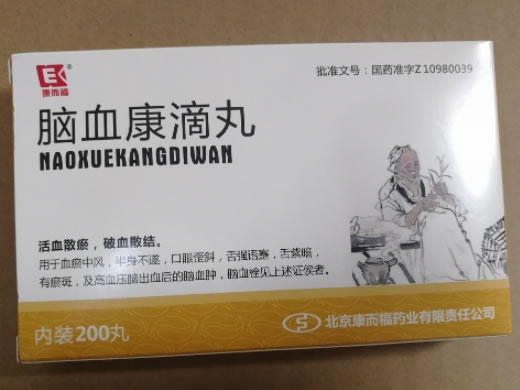 EK®
康而福
批准文号：国药准字Z10980039
脑血康滴丸
NAOXUEKANGDIWAN
活血散瘀，破血散结。
用于血瘀中风，半身不遂，口眼歪斜，舌强语蹇，舌紫暗，
有瘀斑，及高血压脑出血后的脑血肿，脑血栓见上述证侯者。
内装200丸
北京康而福药业有限责任公司